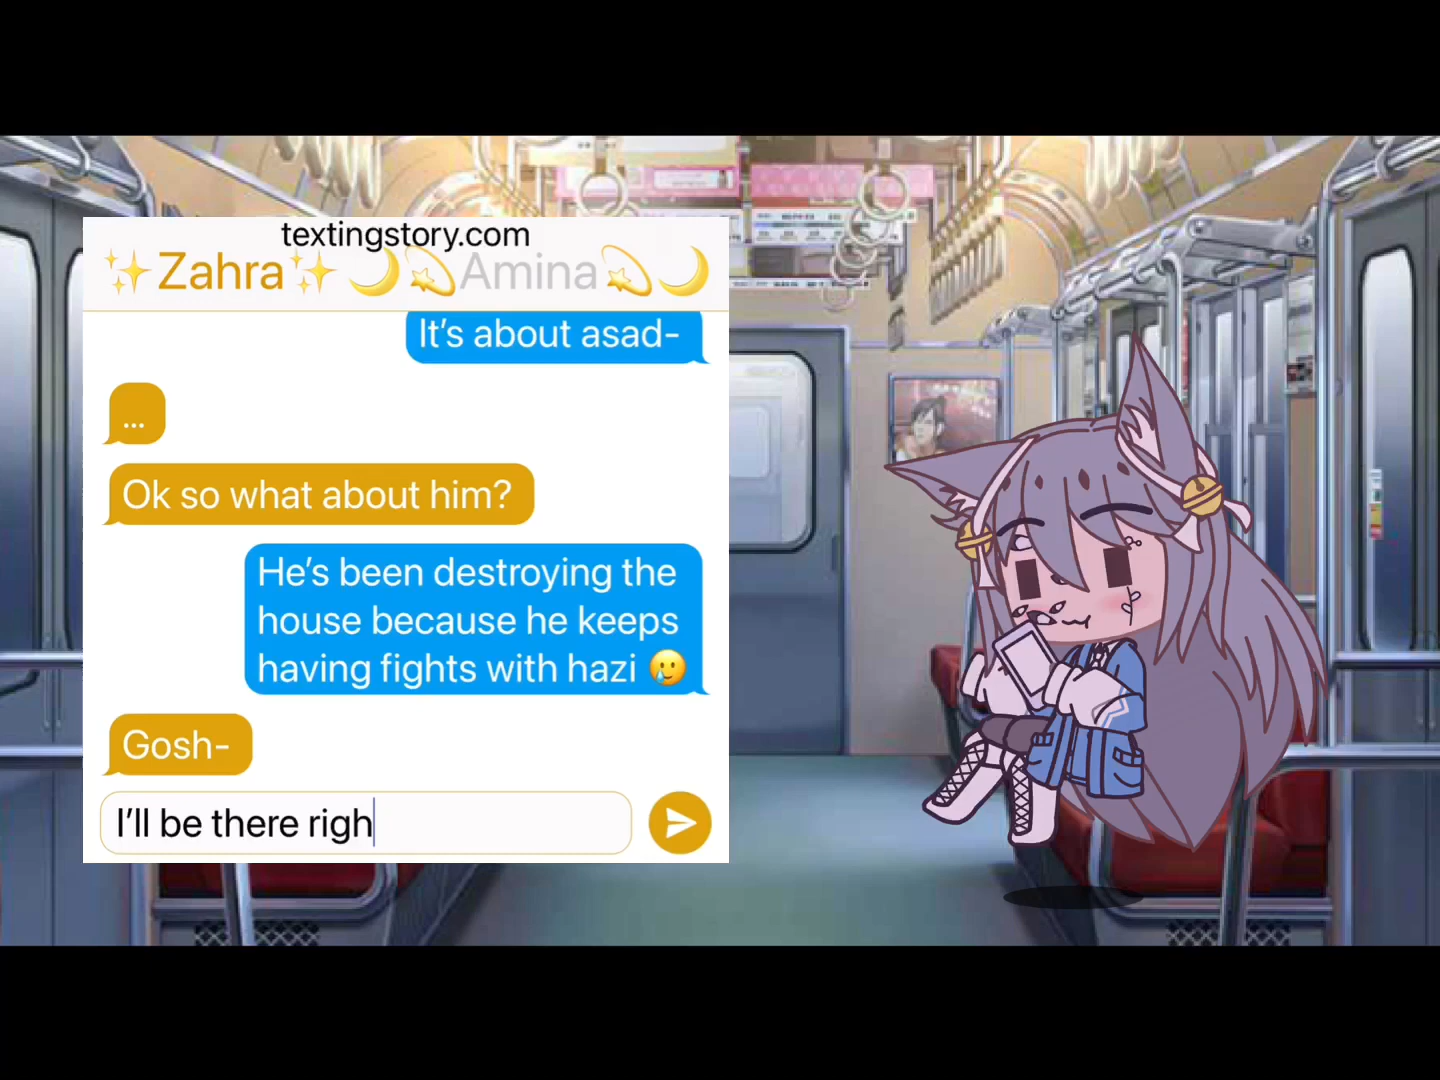 textingstory.com
✨Zahra✨ 🌙💫Amina💫🌙
It's about asad-
...
Ok so what about him?
He's been destroying the
house because he keeps
having fights with hazi 🥲
Gosh-
I'll be there righ